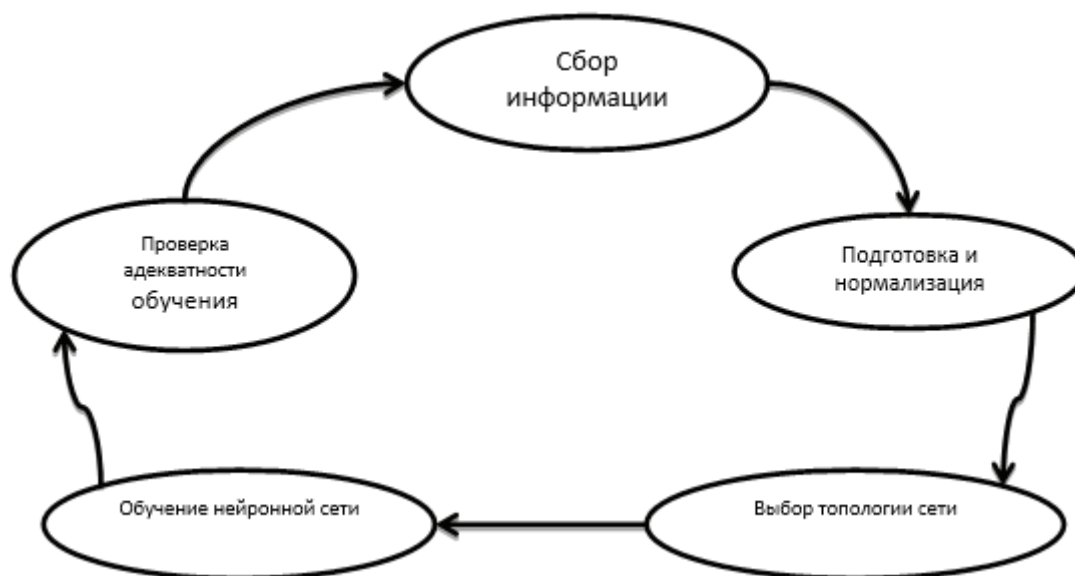 Сбор
информации
Проверка
адекватности
обучения
Подготовка и
нормализация
Обучение нейронной сети
Выбор топологии сети